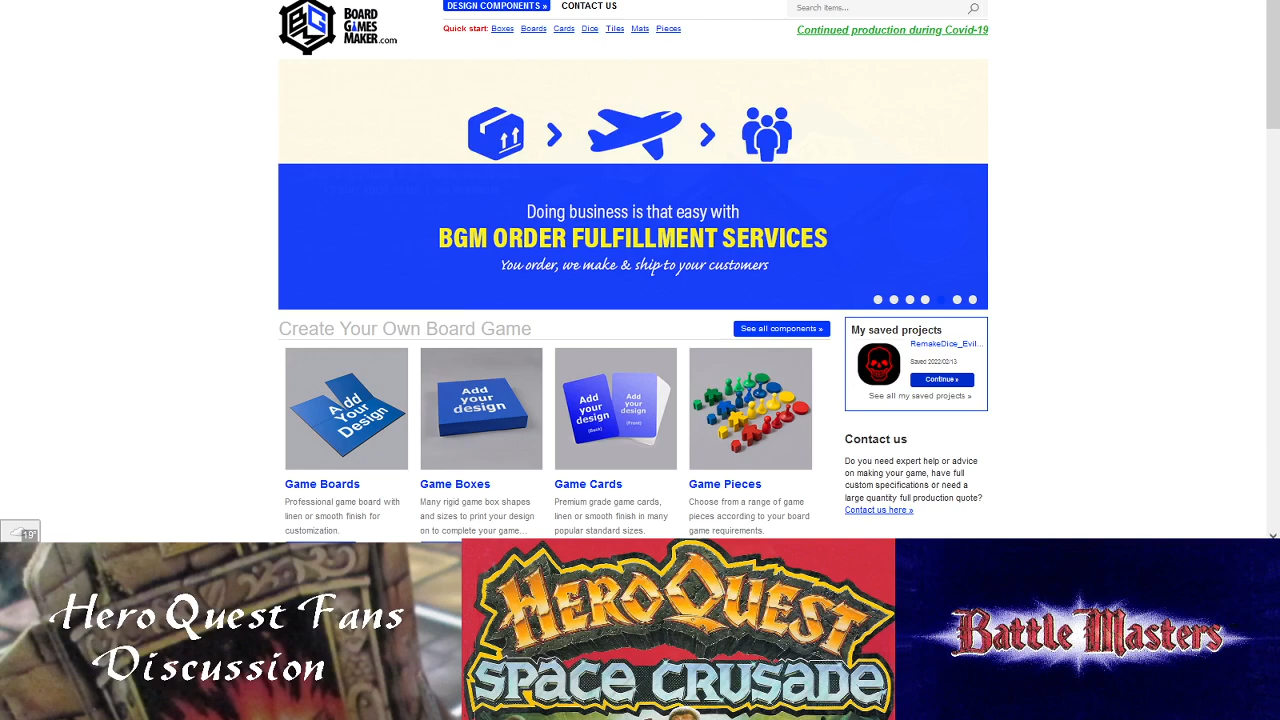 BOARD
GAMES
MAKER.com
DESIGN COMPONENTS »
CONTACT US
Search items...
Quick start: Boxes Boards Cards Dice Tiles Mats Pieces
Continued production during Covid-19
Doing business is that easy with
BGM ORDER FULFILLMENT SERVICES
You order, we make & ship to your customers
Create Your Own Board Game
See all components »
Add
Your
Design
Add
your
design
Add
your
design
(Back)
Add
your
design
(Front)
Game Boards
Professional game board with
linen or smooth finish for
customization.
Game Boxes
Many rigid game box shapes
and sizes to print your design
on to complete your game...
Game Cards
Premium grade game cards,
linen or smooth finish in many
popular standard sizes.
Game Pieces
Choose from a range of game
pieces according to your board
game requirements.
My saved projects
RemakeDice_Evil...
Saved 2022/02/13
Continue »
See all my saved projects »
Contact us
Do you need expert help or advice
on making your game, have full
custom specifications or need a
large quantity full production quote?
Contact us here »
19°
Hero Quest Fans
Discussion
HEROQUEST
SPACE CRUSADE
Battle Masters